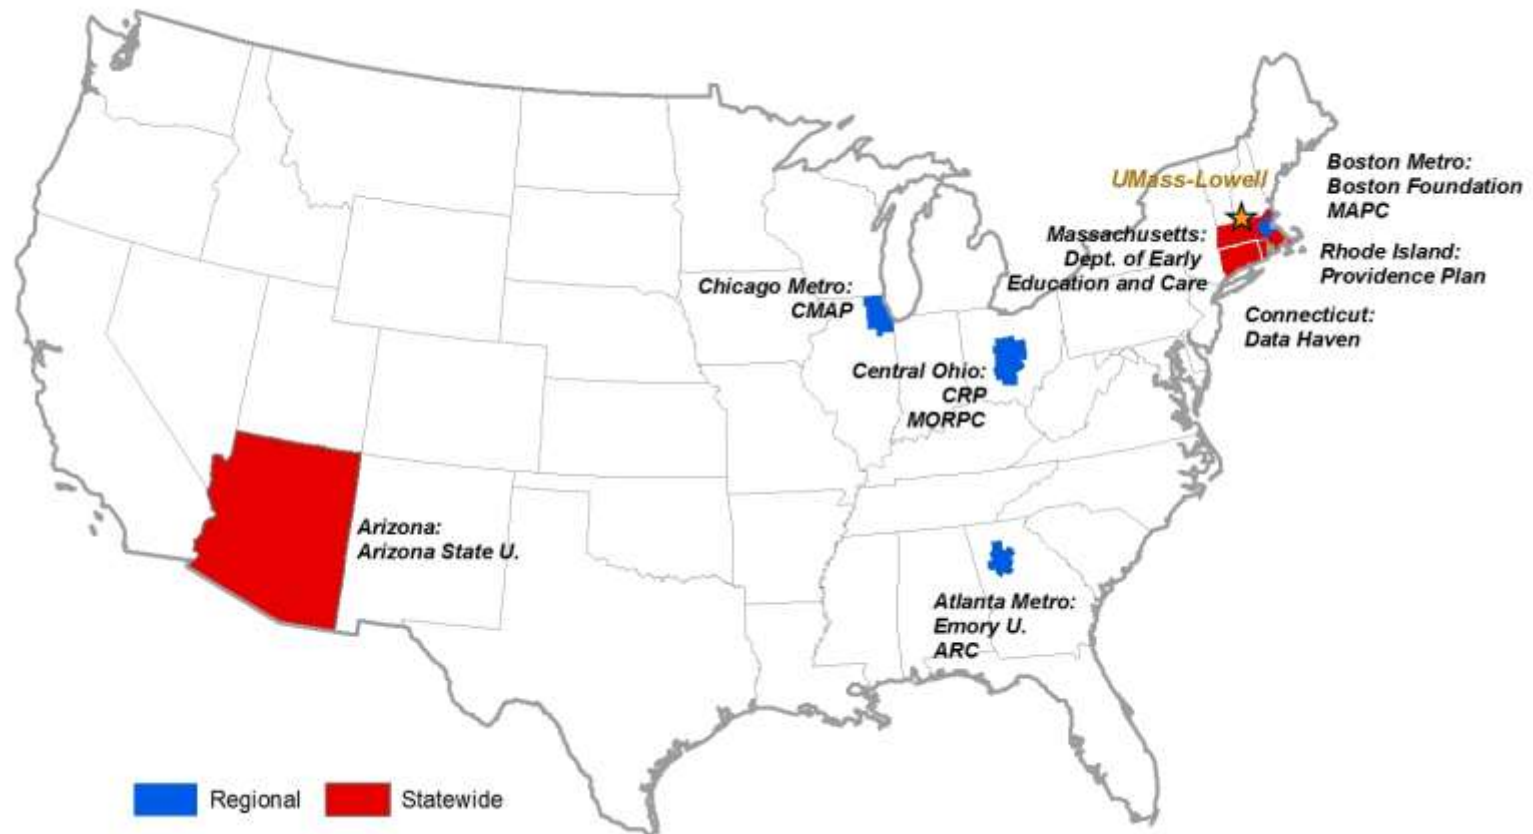 UMass-Lowell
Boston Metro:
Boston Foundation
MAPC
Massachusetts:
Dept. of Early
Education and Care
Rhode Island:
Providence Plan
Chicago Metro:
CMAP
Connecticut:
Data Haven
Central Ohio:
CRP
MORPC
Arizona:
Arizona State U.
Atlanta Metro:
Emory U.
ARC
Regional
Statewide